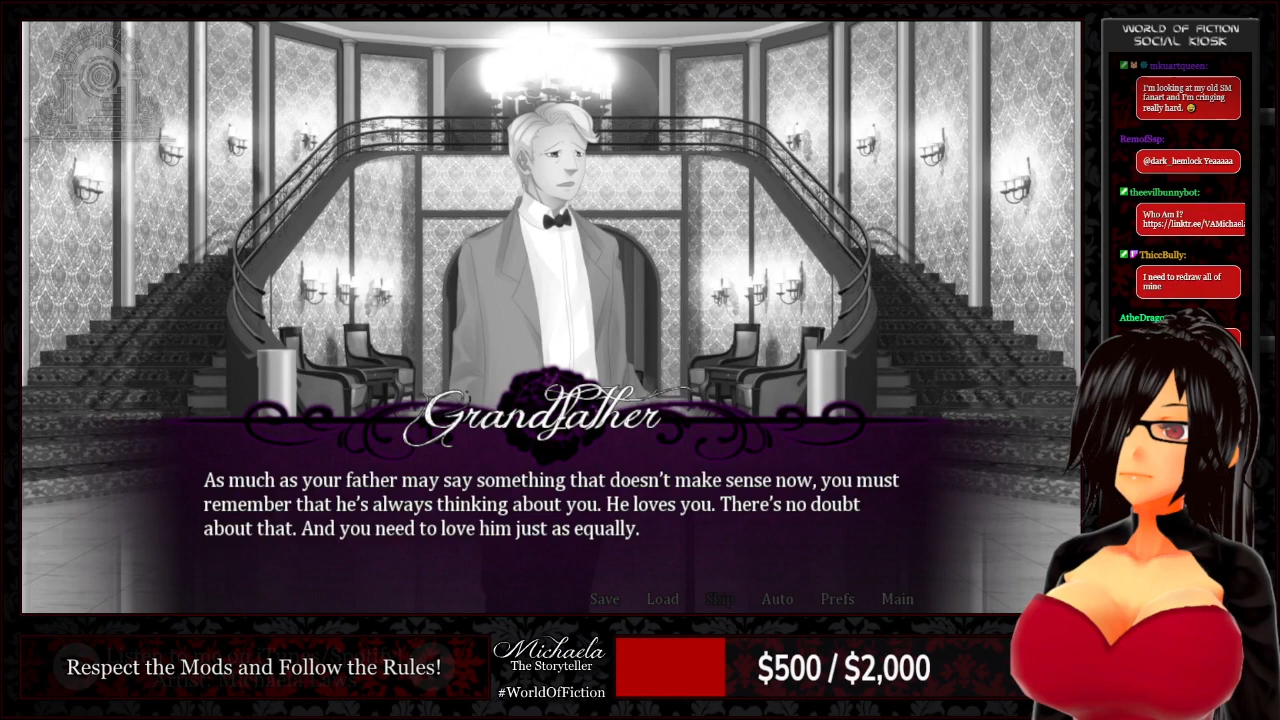 WORLD OF FICTION
SOCIAL KIOSK
mkuartqueen:
I'm looking at my old SM
fanart and I'm cringing
really hard.
RemofSsp:
@dark_hemlock Yeaaaaa
theevilbunnybot:
Who Am I?
https://linktr.ee/VAMichael
ThiccBully:
I need to redraw all of
mine
AtheDrago
Grandfather
As much as your father may say something that doesn't make sense now, you must
remember that he's always thinking about you. He loves you. There's no doubt
about that. And you need to love him just as equally.
Save Load Skip Auto Prefs Main
Respect the Mods and Follow the Rules!
Michaela
The Storyteller
#WorldOfFiction
$500 / $2,000